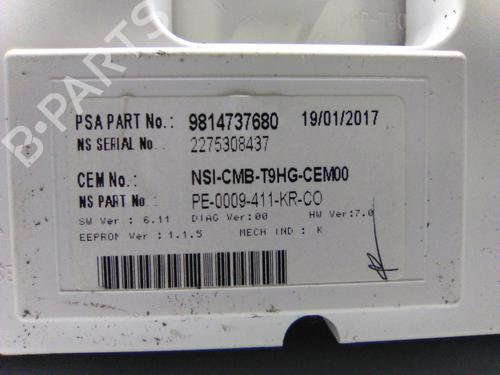 PSA PART No.: 9814737680 19/01/2017
NS SERIAL No.: 2275308437
CEM No.: NSI-CMB-T9HG-CEM00
NS PART No.: PE-0009-411-KR-CO
SW Ver : 6.11 DIAG Ver:00 HW Ver:7.0
EEPROM Ver : 1.1.5 MECH IND : K
B-PARTS